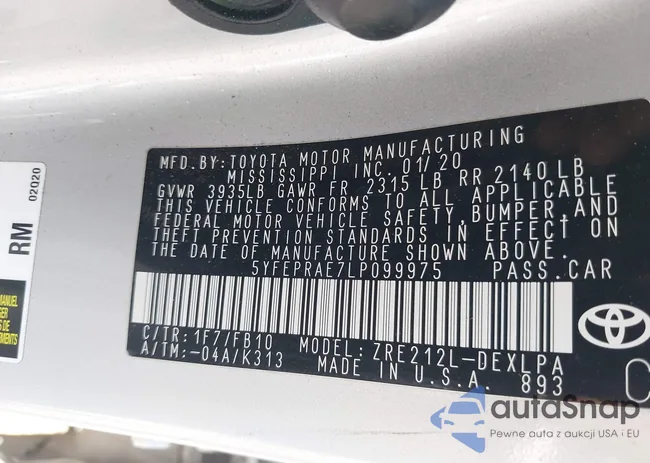 MFD.BY:TOYOTA MOTOR MANUFACTURING
MISSISSIPPI INC.01/20
GVWR 3935LB GAWR FR 2315 LB RR 2140 LB
THIS VEHICLE CONFORMS TO ALL APPLICABLE
FEDERAL MOTOR VEHICLE SAFETY, BUMPER, AND
THEFT PREVENTION STANDARDS IN EFFECT ON
THE DATE OF MANUFACTURE SHOWN ABOVE.
5YFEPRAE7LP099975 PASS.CAR
C/TR:1F7/FB10 MODEL:ZRE212L-DEXLPA
A/TM:-04A/K313 MADE IN U.S.A. 893
C
RM
02020
MANUEL
autoSnap
Pewne auta z aukcji USA i EU